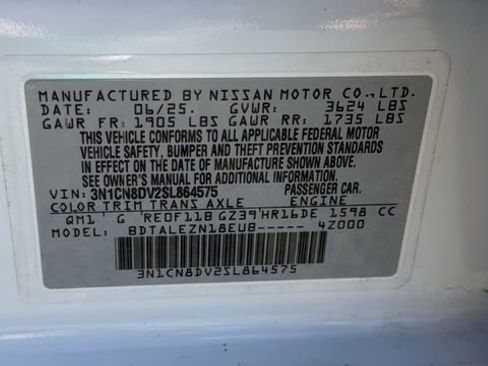 MANUFACTURED BY NISSAN MOTOR CO.,LTD.
DATE: 06/25. GVWR: 3624 LBS
GAWR FR: 1905 LBS GAWR RR: 1735 LBS
THIS VEHICLE CONFORMS TO ALL APPLICABLE FEDERAL MOTOR
VEHICLE SAFETY, BUMPER AND THEFT PREVENTION STANDARDS
IN EFFECT ON THE DATE OF MANUFACTURE SHOWN ABOVE.
SEE OWNER'S MANUAL FOR ADDITIONAL INFORMATION.
VIN: 3N1CN8DV2SL864575 PASSENGER CAR.
COLOR TRIM TRANS AXLE ENGINE
QM1 G RE0F11B GZ39 HR16DE 1598 CC
MODEL: BDTALEZN18EUB----- 4Z000
3N1CN8DV2SL864575